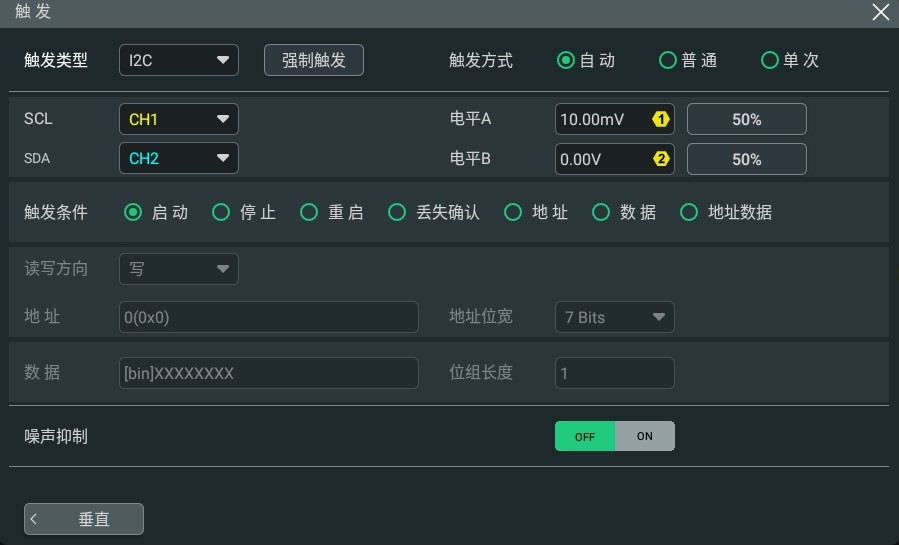 触 发
触发类型 I2C 强制触发 触发方式 自 动 普 通 单 次
SCL CH1 电平A 10.00mV 1 50%
SDA CH2 电平B 0.00V 2 50%
触发条件 启 动 停 止 重 启 丢失确认 地 址 数 据 地址数据
读写方向 写
地 址 0(0x0) 地址位宽 7 Bits
数 据 [bin]XXXXXXXX 位组长度 1
噪声抑制 OFF ON
垂直